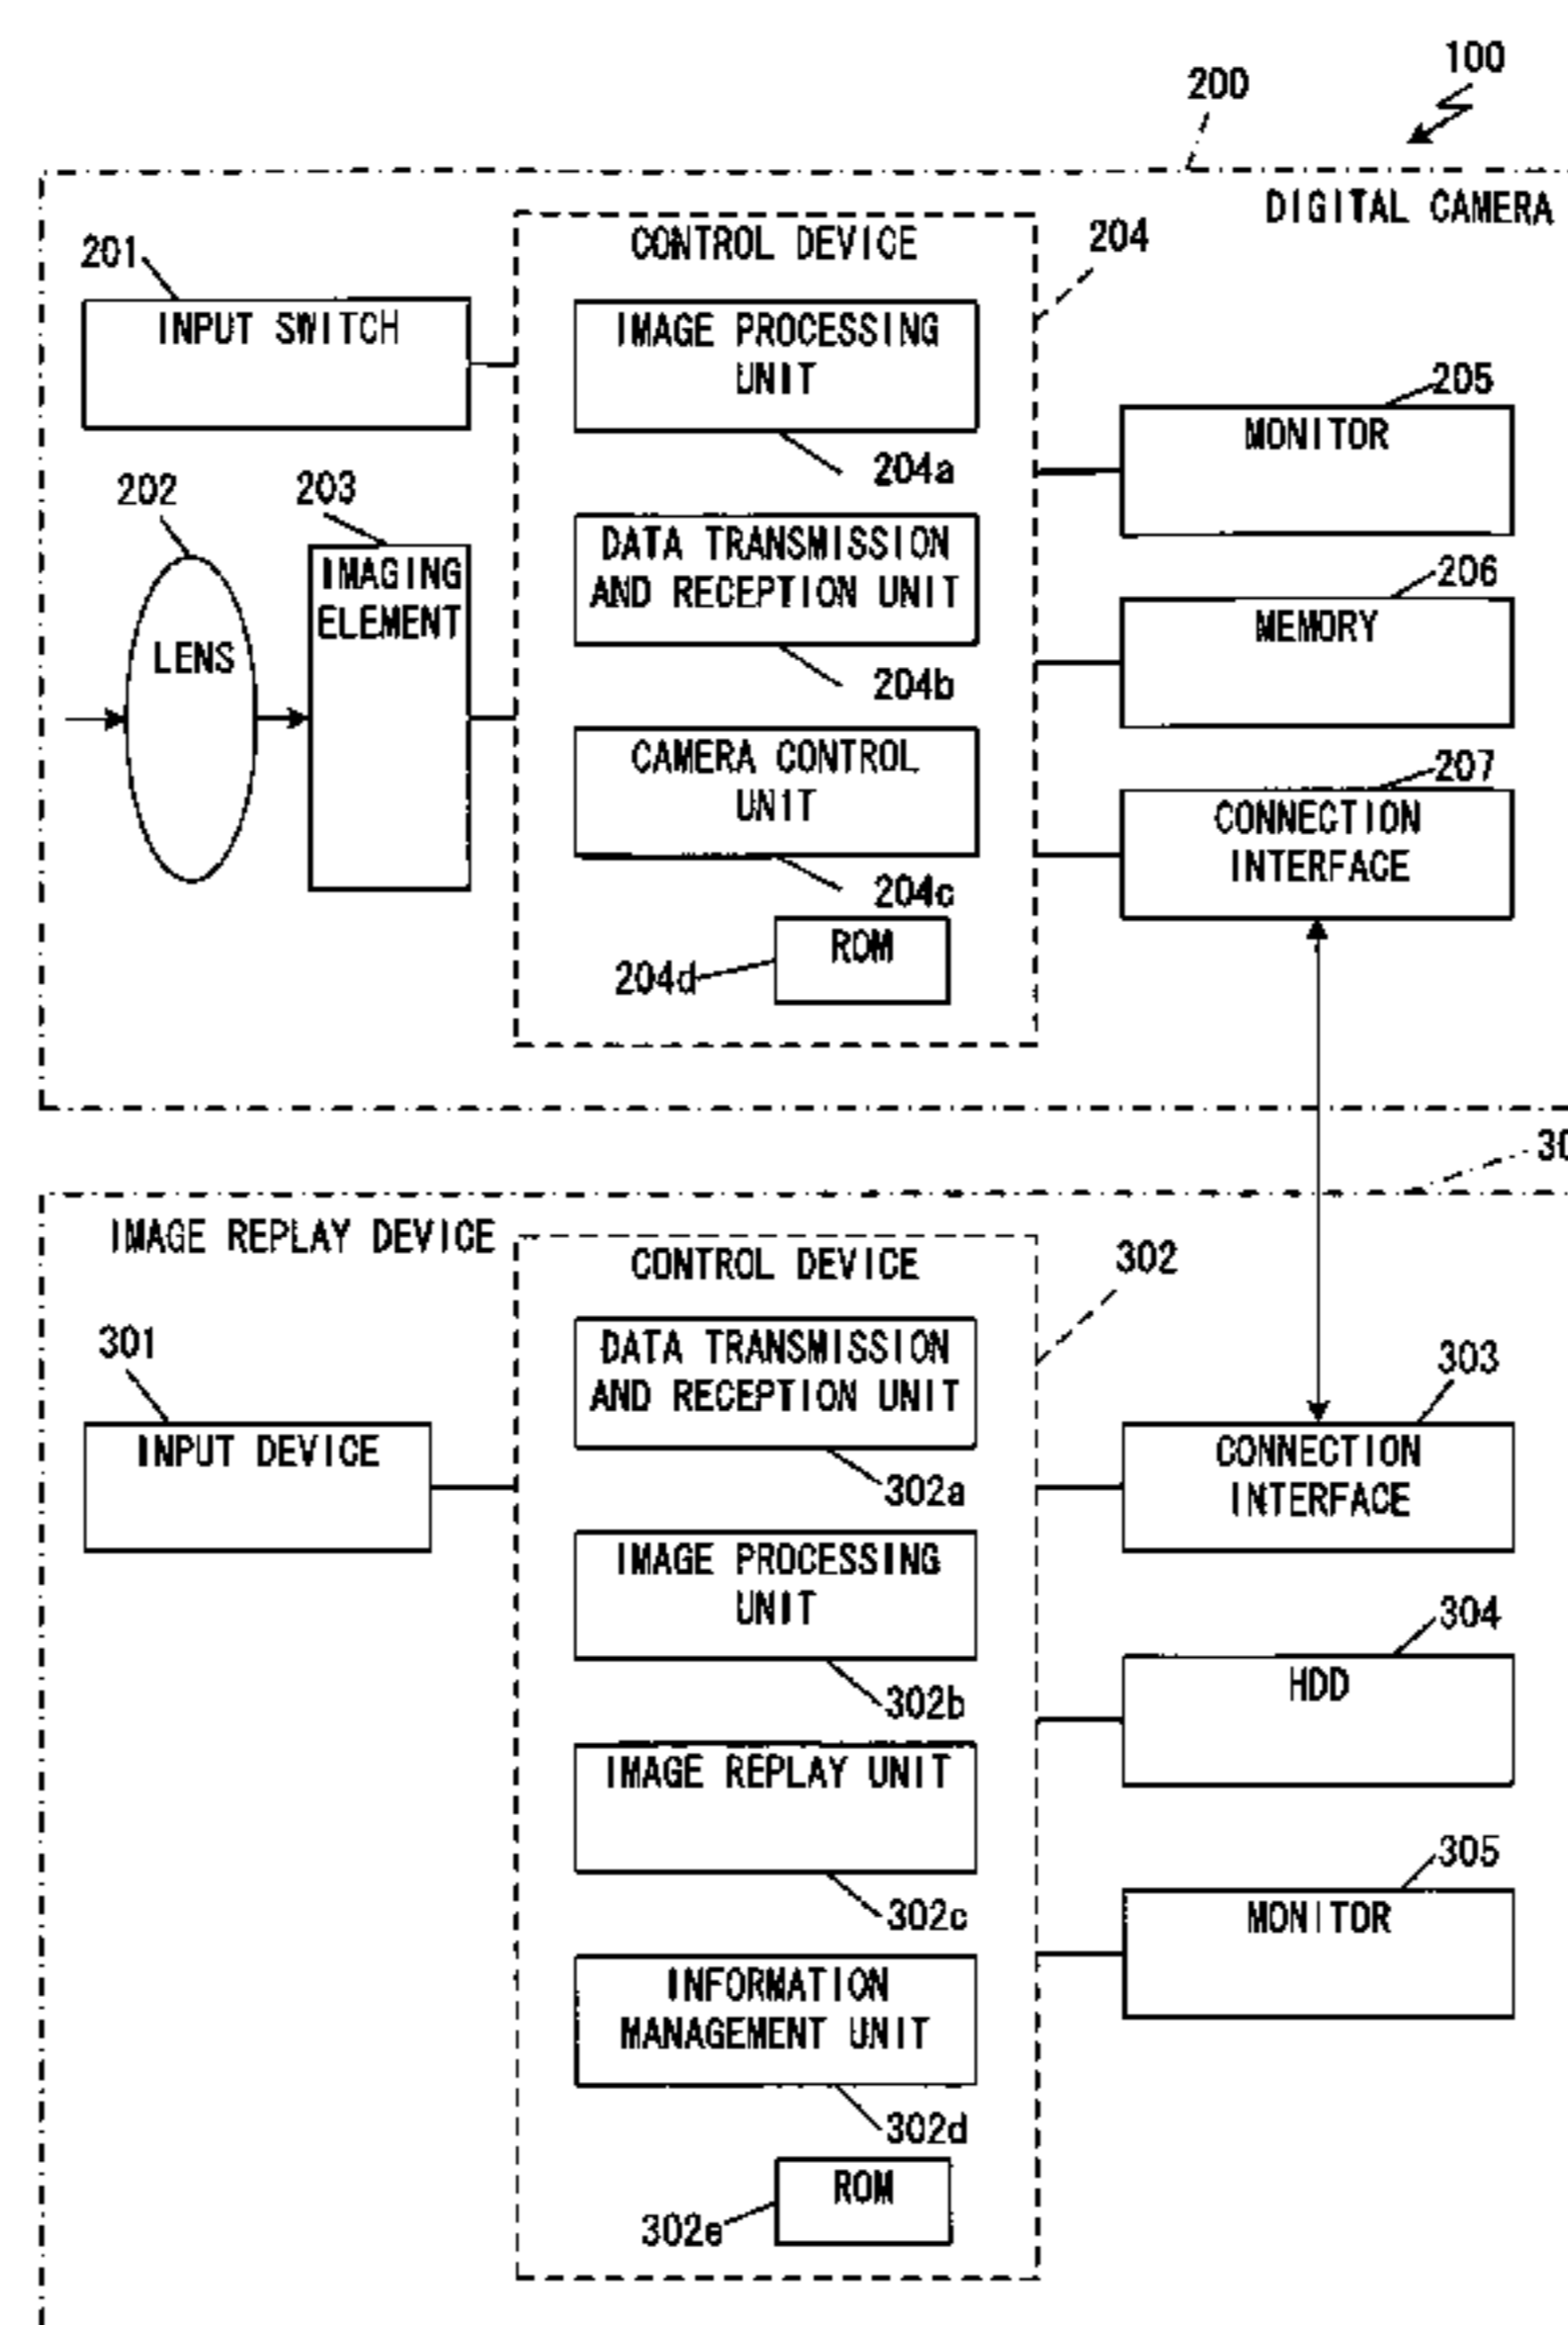 100
200
DIGITAL CAMERA
201
CONTROL DEVICE
204
INPUT SWITCH
IMAGE PROCESSING
UNIT
204a
205
MONITOR
202
203
IMAGING
ELEMENT
LENS
DATA TRANSMISSION
AND RECEPTION UNIT
204b
206
MEMORY
CAMERA CONTROL
UNIT
204c
207
CONNECTION
INTERFACE
ROM
204d
IMAGE REPLAY DEVICE
CONTROL DEVICE
302
301
INPUT DEVICE
DATA TRANSMISSION
AND RECEPTION UNIT
302a
303
CONNECTION
INTERFACE
IMAGE PROCESSING
UNIT
302b
304
HDD
IMAGE REPLAY UNIT
302c
305
MONITOR
INFORMATION
MANAGEMENT UNIT
302d
ROM
302e